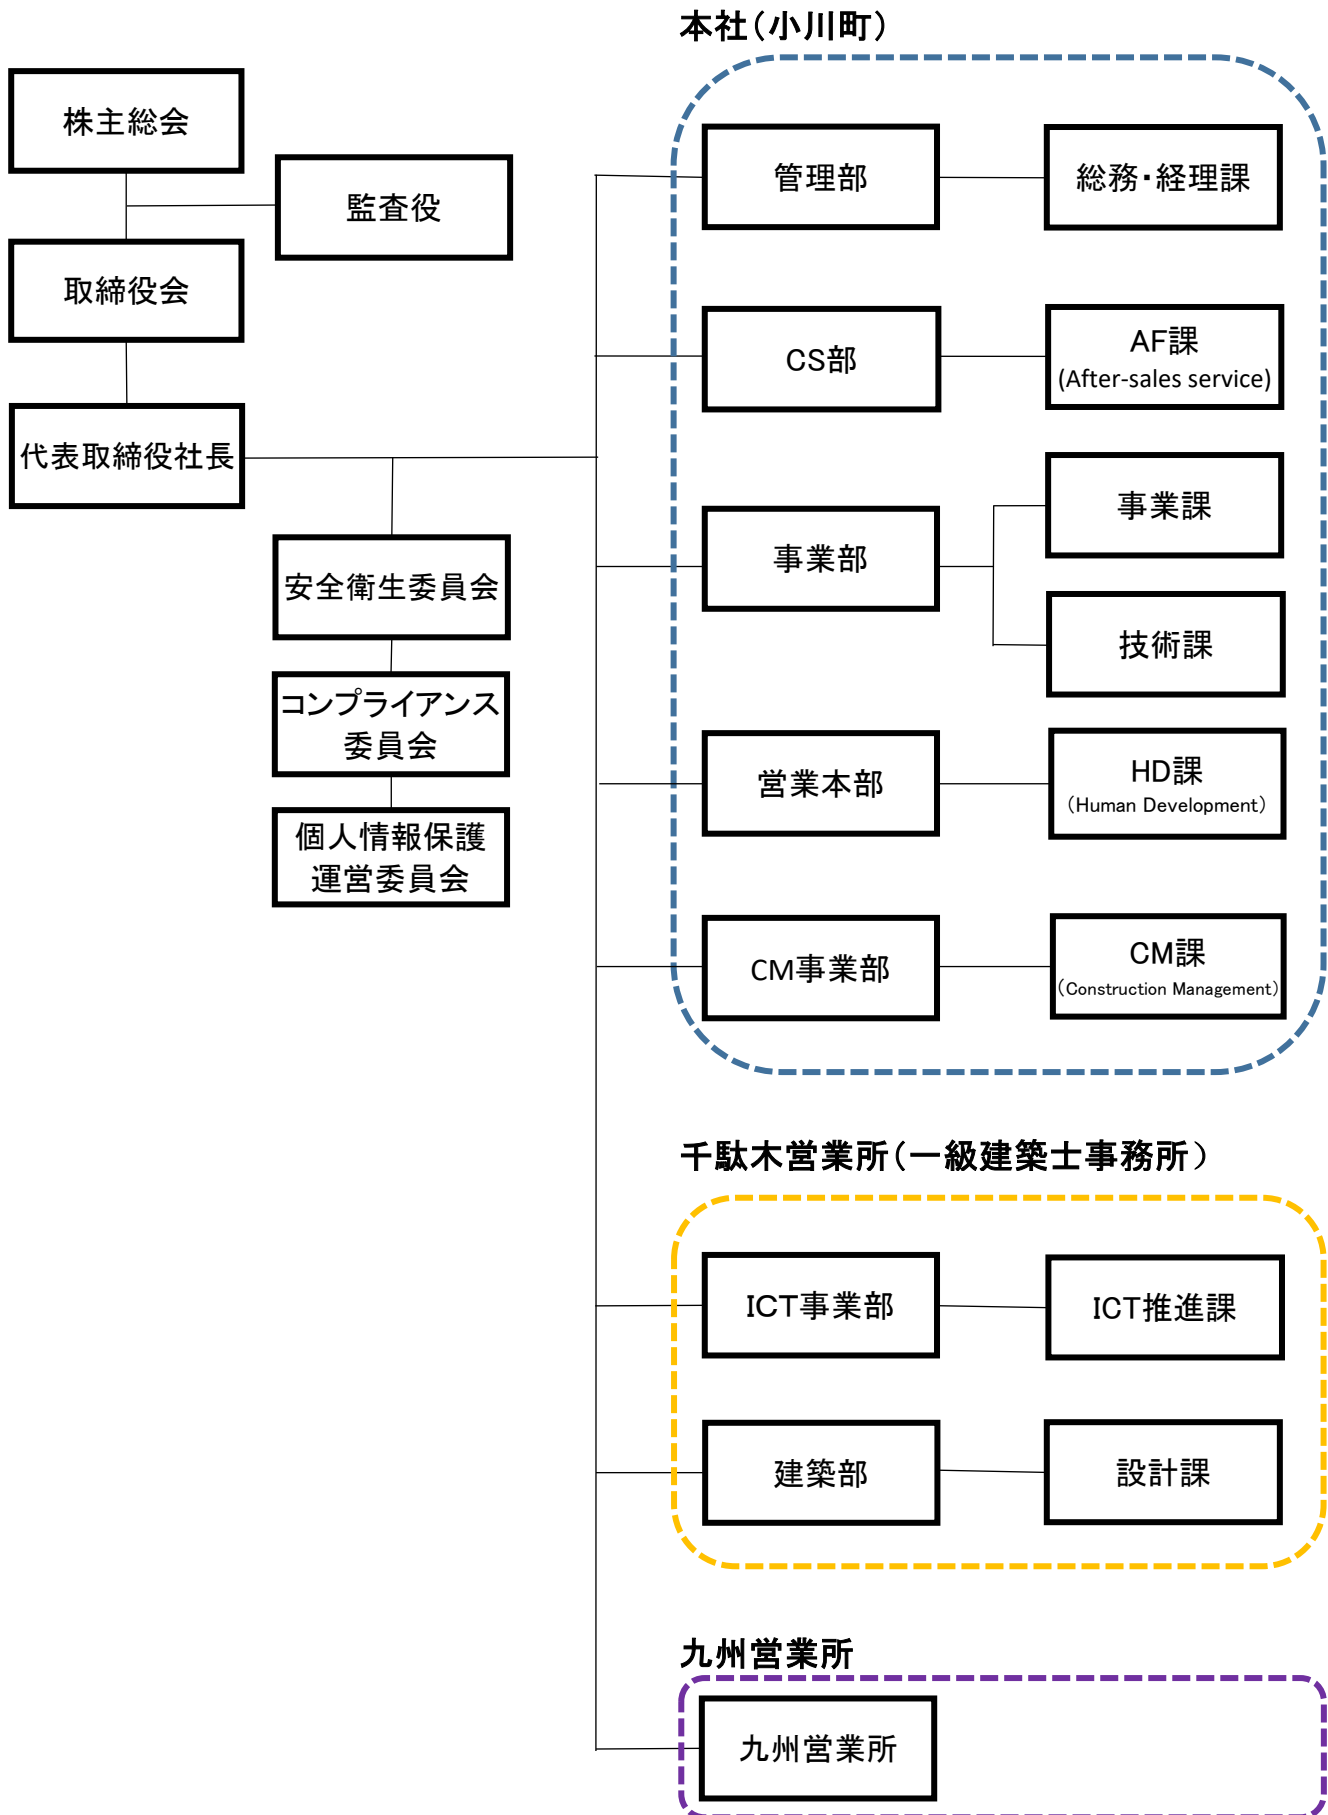 本社（小川町）
株主総会
監査役
取締役会
代表取締役社長
安全衛生委員会
コンプライアンス
委員会
個人情報保護
運営委員会
管理部
総務・経理課
CS部
AF課
(After-sales service)
事業部
事業課
技術課
営業本部
HD課
（Human Development）
CM事業部
CM課
（Construction Management）
千駄木営業所（一級建築士事務所）
ICT事業部
ICT推進課
建築部
設計課
九州営業所
九州営業所